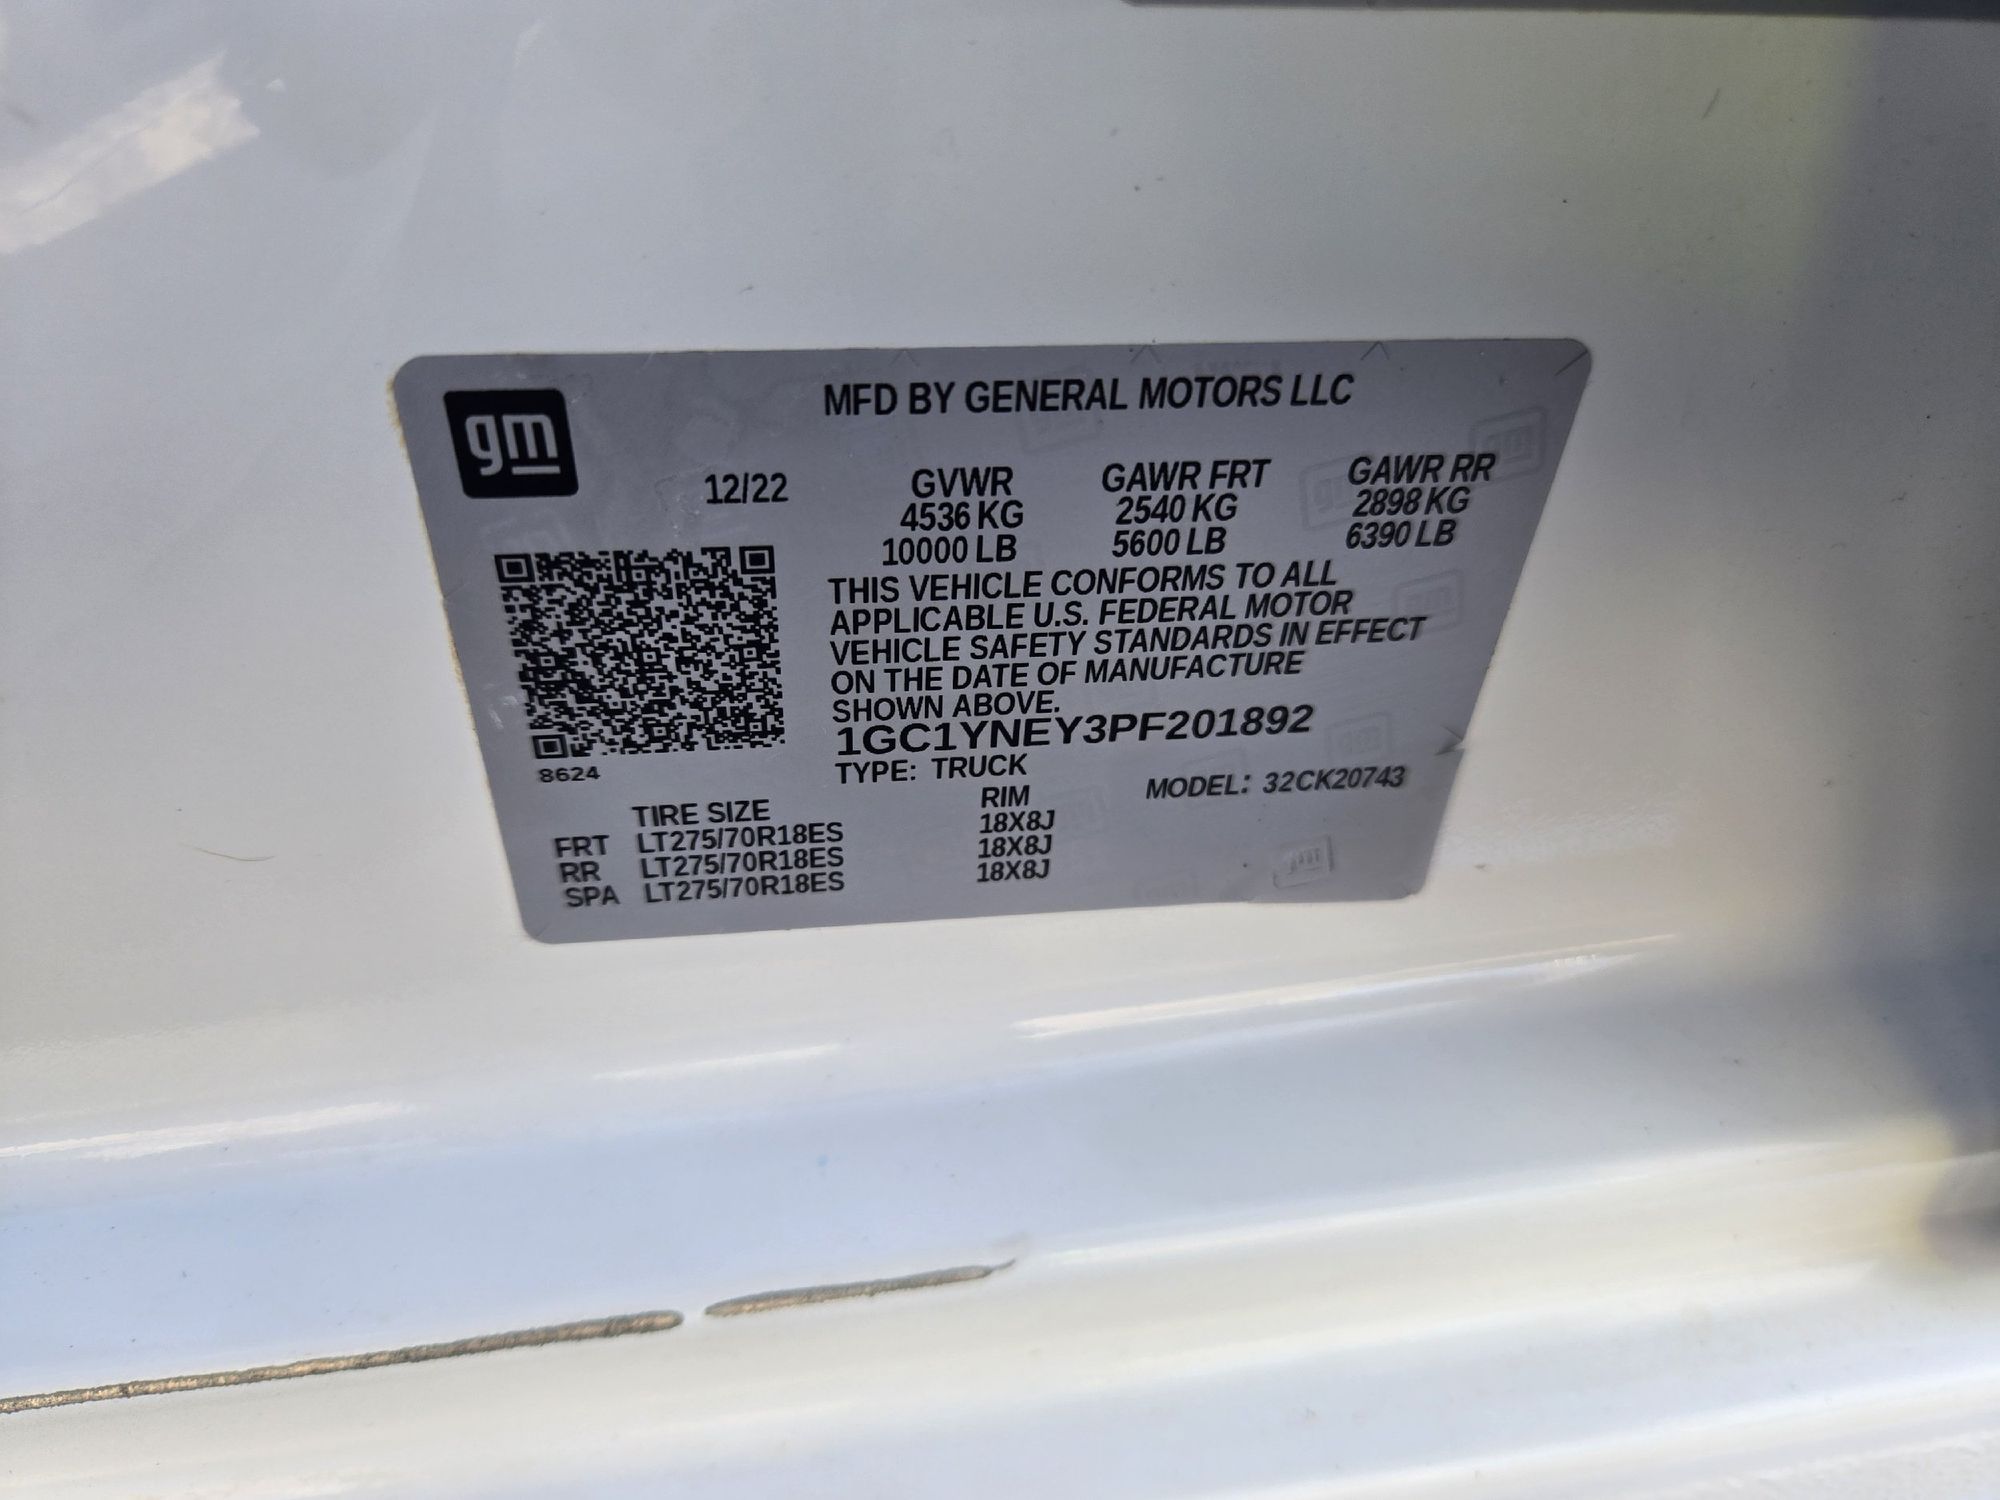 gm
MFD BY GENERAL MOTORS LLC
12/22 GVWR GAWR FRT GAWR RR
4536 KG 2540 KG 2898 KG
10000 LB 5600 LB 6390 LB
THIS VEHICLE CONFORMS TO ALL
APPLICABLE U.S. FEDERAL MOTOR
VEHICLE SAFETY STANDARDS IN EFFECT
ON THE DATE OF MANUFACTURE
SHOWN ABOVE.
1GC1YNEY3PF201892
8624 TYPE: TRUCK MODEL: 32CK20743
TIRE SIZE RIM
FRT LT275/70R18ES 18X8J
RR LT275/70R18ES 18X8J
SPA LT275/70R18ES 18X8J